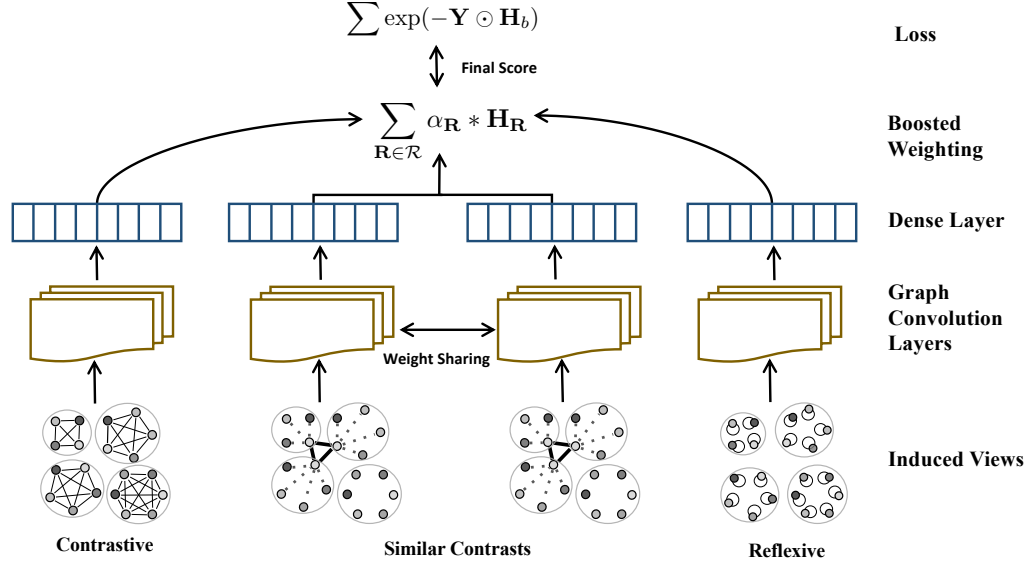 ∑ exp(−Y ⊙ H_b)
Loss
Final Score
∑_{R∈ℛ} α_R * H_R
Boosted
Weighting
Dense Layer
Graph
Convolution
Layers
Weight Sharing
Induced Views
Contrastive
Similar Contrasts
Reflexive